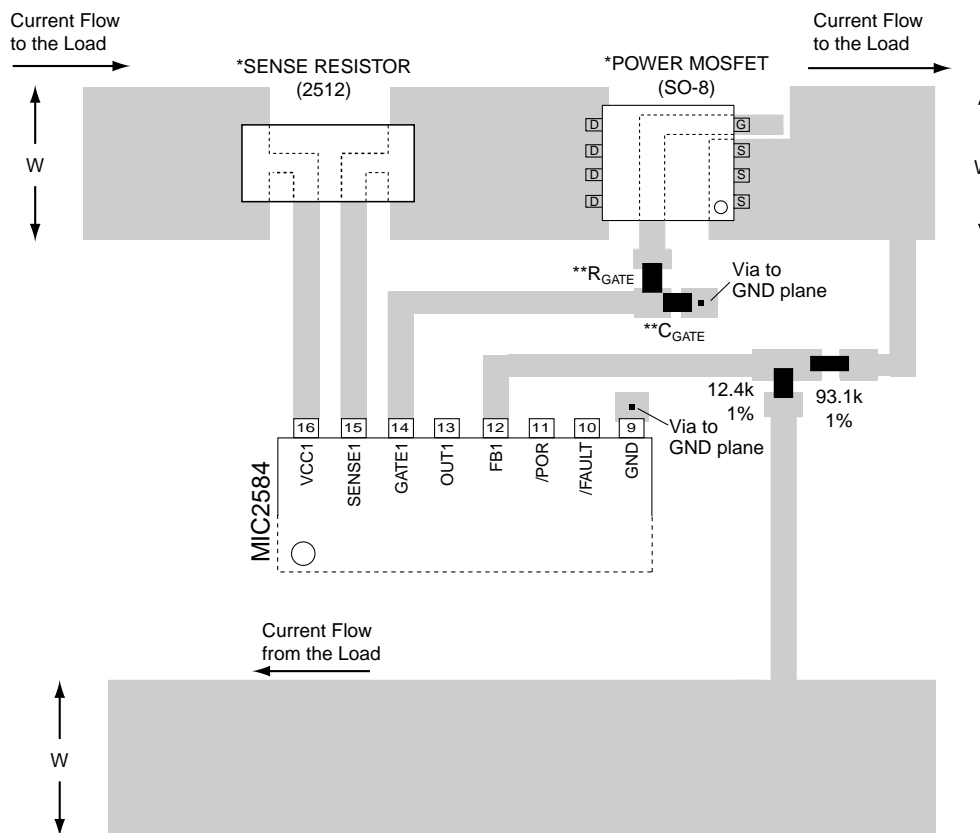 Current Flow
to the Load
Current Flow
to the Load
*SENSE RESISTOR
(2512)
*POWER MOSFET
(SO-8)
W
W
D
D
D
D
G
S
S
S
**RGATE
Via to
GND plane
**CGATE
12.4k
1%
93.1k
1%
Via to
GND plane
16
15
14
13
12
11
10
9
VCC1
SENSE1
GATE1
OUT1
FB1
/POR
/FAULT
GND
MIC2584
Current Flow
from the Load
W